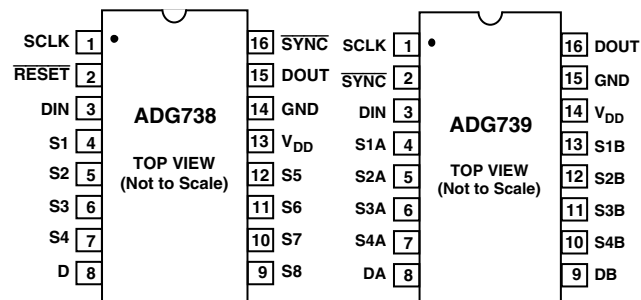 SCLK 1 16 SYNC
RESET 2 15 DOUT
DIN 3 14 GND
S1 4 13 VDD
S2 5 12 S5
S3 6 11 S6
S4 7 10 S7
D 8 9 S8
ADG738
TOP VIEW
(Not to Scale)
SCLK 1 16 DOUT
SYNC 2 15 GND
DIN 3 14 VDD
S1A 4 13 S1B
S2A 5 12 S2B
S3A 6 11 S3B
S4A 7 10 S4B
DA 8 9 DB
ADG739
TOP VIEW
(Not to Scale)